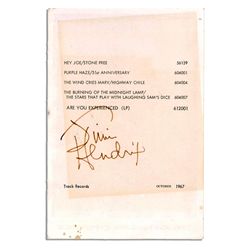 HEY JOE/STONE FREE 56139
PURPLE HAZE/51st ANNIVERSARY 604001
THE WIND CRIES MARY/HIGHWAY CHILE 604004
THE BURNING OF THE MIDNIGHT LAMP/
THE STARS THAT PLAY WITH LAUGHING SAM'S DICE 604007
ARE YOU EXPERIENCED (LP) 612001
Jimi
Hendrix
Track Records OCTOBER 1967